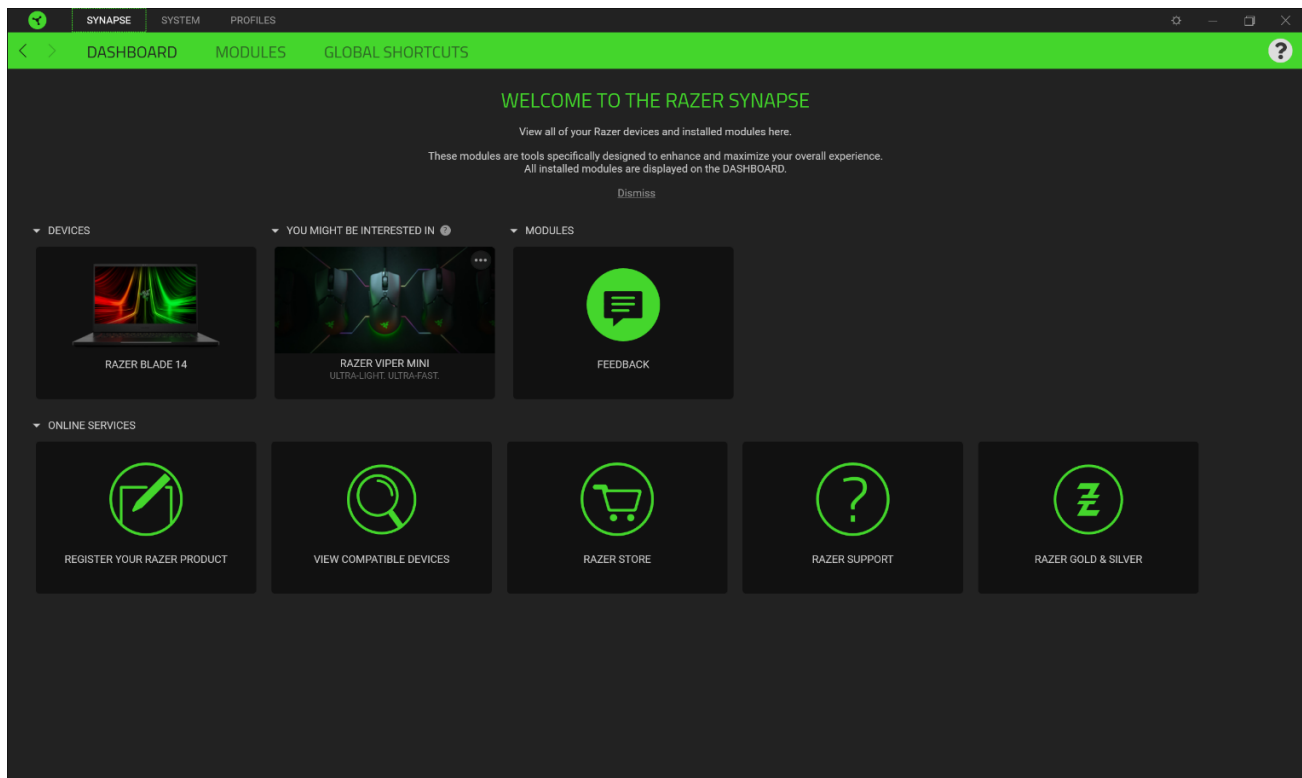 SYNAPSE SYSTEM PROFILES
DASHBOARD MODULES GLOBAL SHORTCUTS ?
WELCOME TO THE RAZER SYNAPSE
View all of your Razer devices and installed modules here.
These modules are tools specifically designed to enhance and maximize your overall experience.
All installed modules are displayed on the DASHBOARD.
Dismiss
DEVICES
YOU MIGHT BE INTERESTED IN ?
MODULES
RAZER BLADE 14
RAZER VIPER MINI
ULTRA-LIGHT. ULTRA-FAST.
FEEDBACK
ONLINE SERVICES
REGISTER YOUR RAZER PRODUCT
VIEW COMPATIBLE DEVICES
RAZER STORE
?
RAZER SUPPORT
RAZER GOLD & SILVER